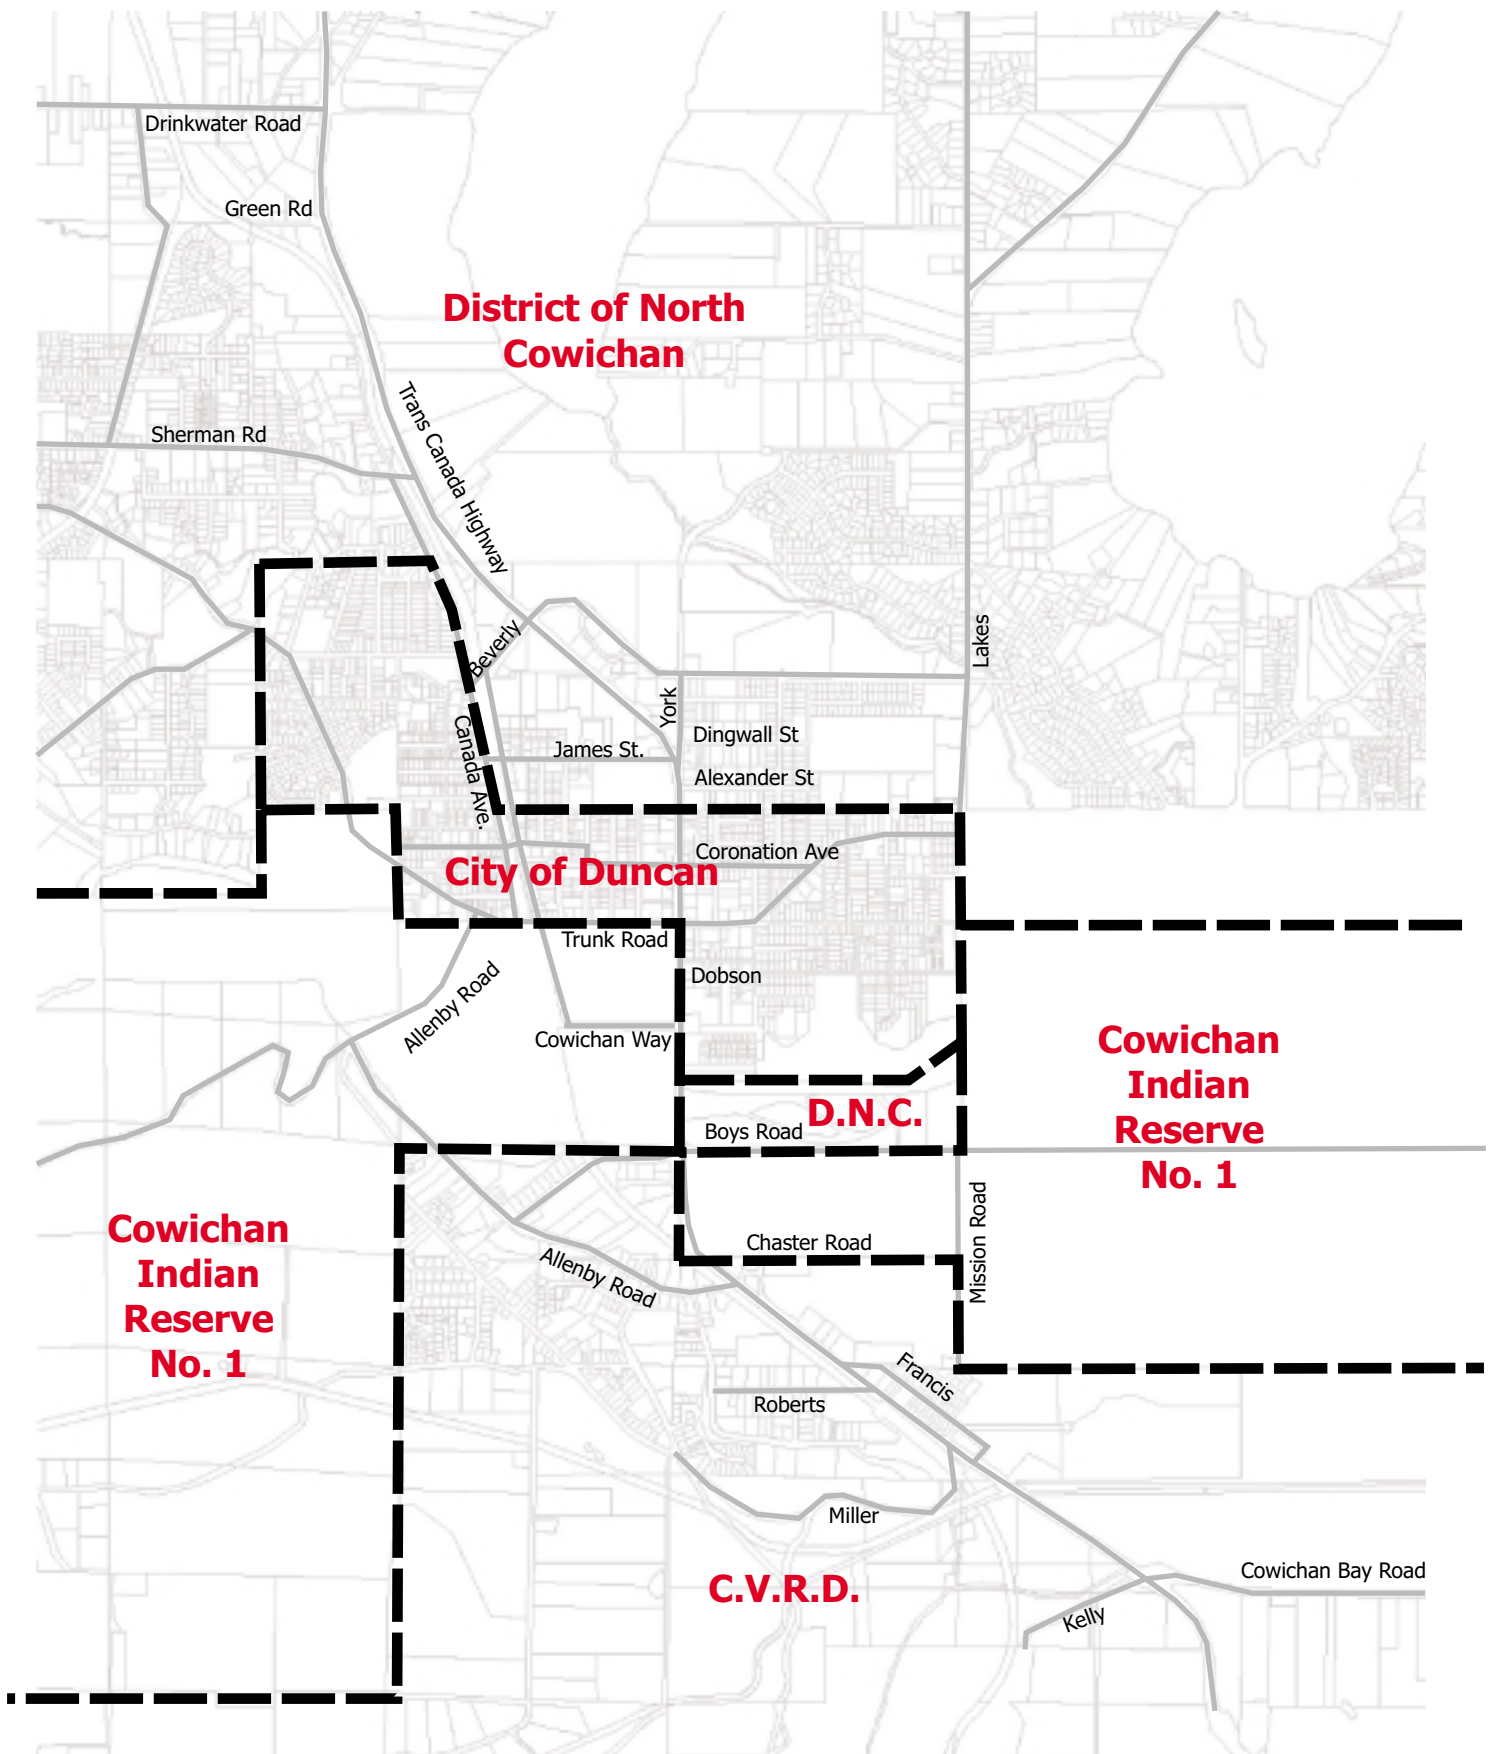 Drinkwater Road
Green Rd
District of North
Cowichan
Trans Canada Highway
Sherman Rd
Beverly
Lakes
York
Canada Ave.
James St.
Dingwall St
Alexander St
Coronation Ave
City of Duncan
Trunk Road
Dobson
Allenby Road
Cowichan Way
Cowichan
Indian
Reserve
No. 1
D.N.C.
Boys Road
Mission Road
Cowichan
Indian
Reserve
No. 1
Chaster Road
Allenby Road
Francis
Roberts
Miller
C.V.R.D.
Cowichan Bay Road
Kelly